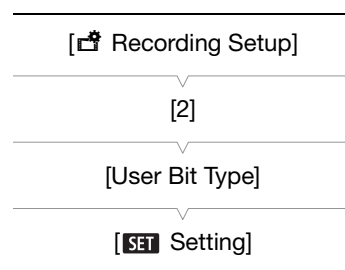 [ Recording Setup]
[2]
[User Bit Type]
[SET Setting]